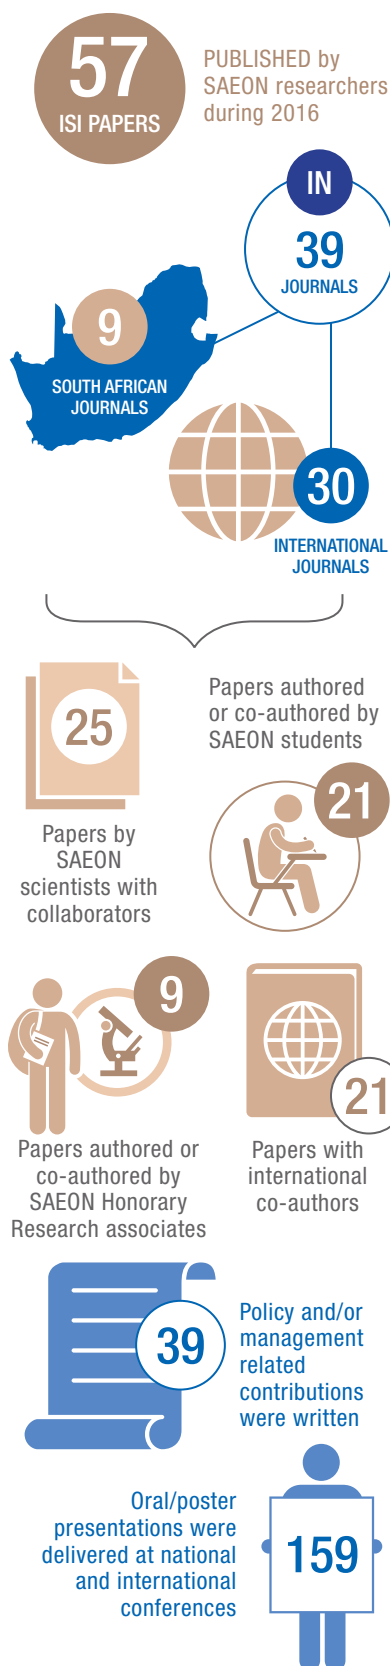 57
ISI PAPERS
PUBLISHED by
SAEON researchers
during 2016
IN
39
JOURNALS
9
SOUTH AFRICAN
JOURNALS
30
INTERNATIONAL
JOURNALS
25
Papers by
SAEON
scientists with
collaborators
Papers authored
or co-authored by
SAEON students
21
9
Papers authored or
co-authored by
SAEON Honorary
Research associates
21
Papers with
international
co-authors
39
Policy and/or
management
related
contributions
were written
Oral/poster
presentations were
delivered at national
and international
conferences
159